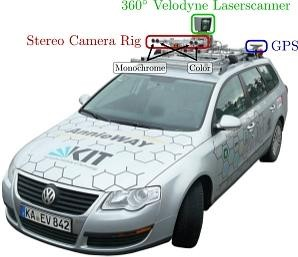 360° Velodyne Laserscanner
Stereo Camera Rig
GPS
Monochrome Color
AnnieWAY
KIT
KA EV 842